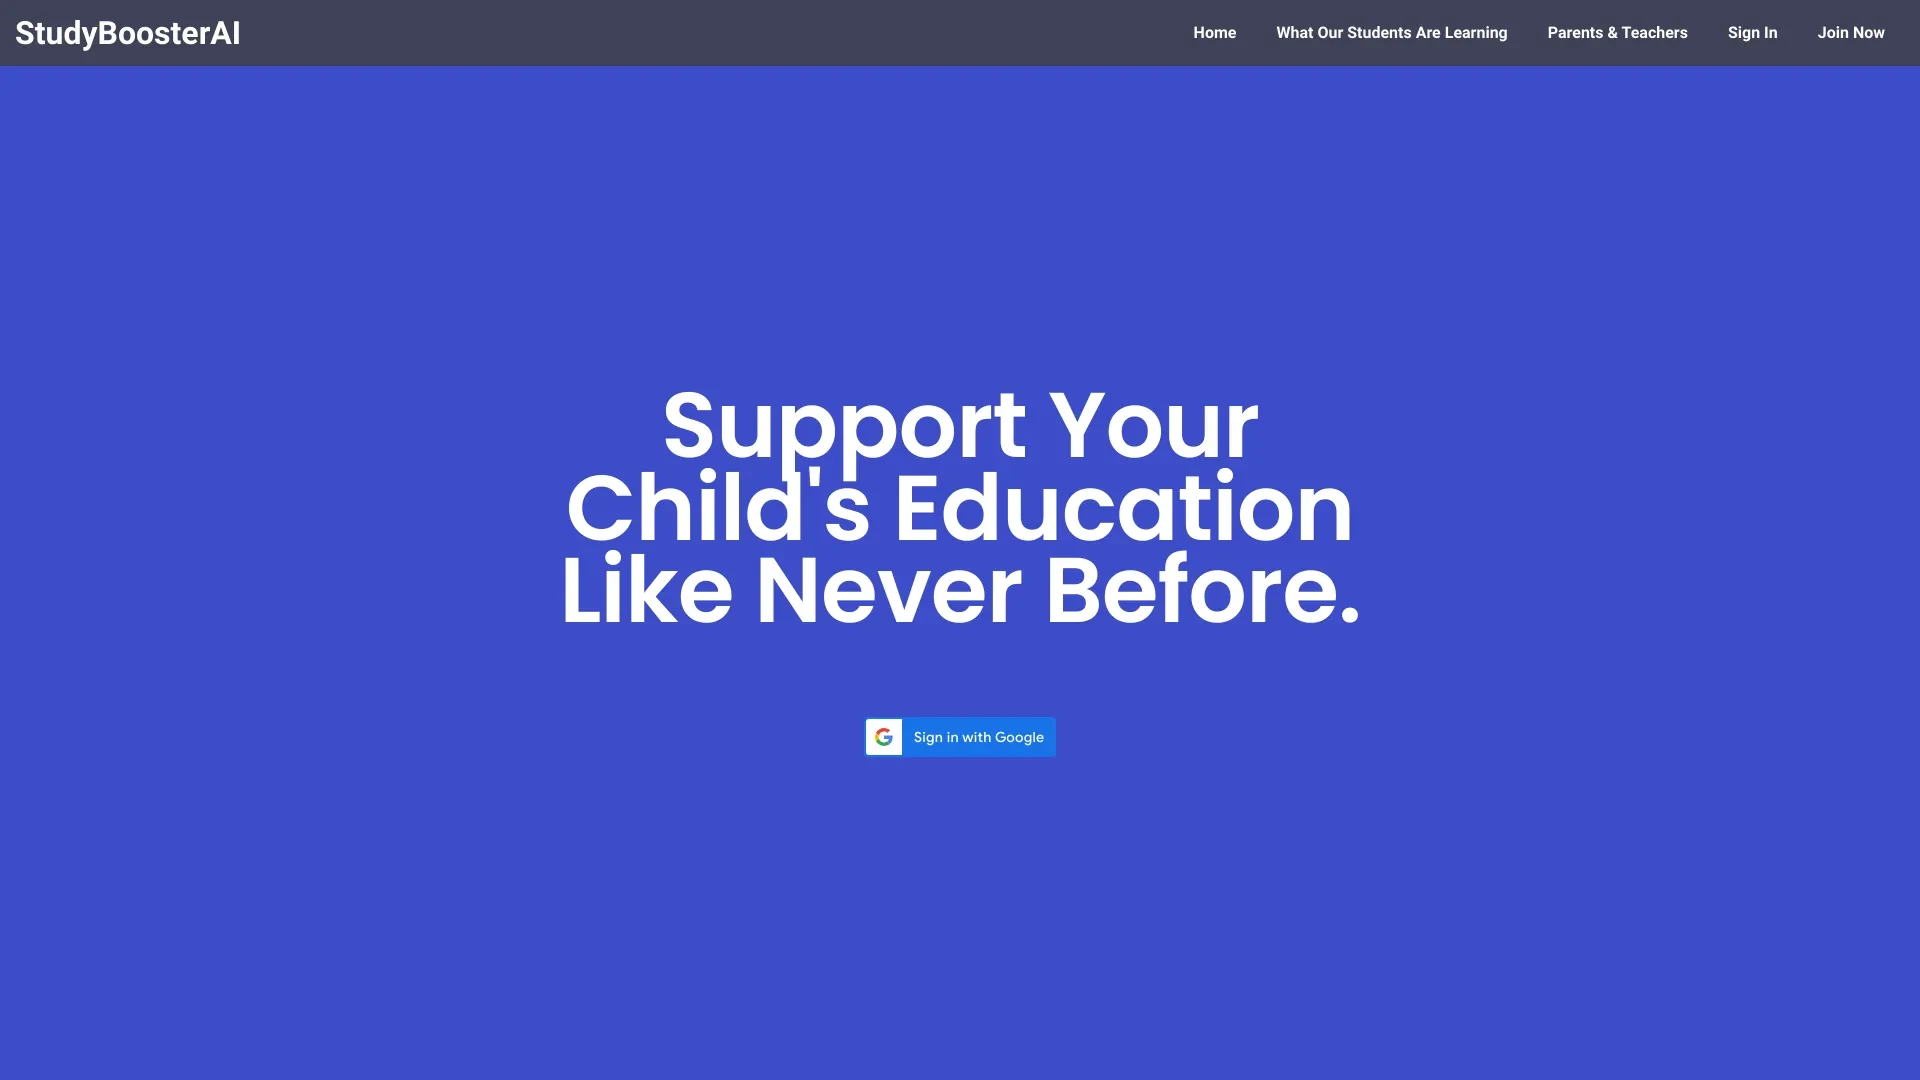 StudyBoosterAI
Home
What Our Students Are Learning
Parents & Teachers
Sign In
Join Now
Support Your
Child's Education
Like Never Before.
Sign in with Google